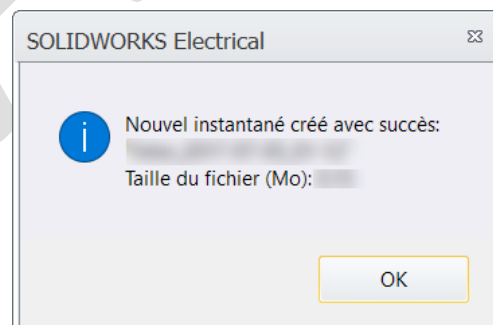 SOLIDWORKS Electrical
Nouvel instantané créé avec succès:
Taille du fichier (Mo):
OK